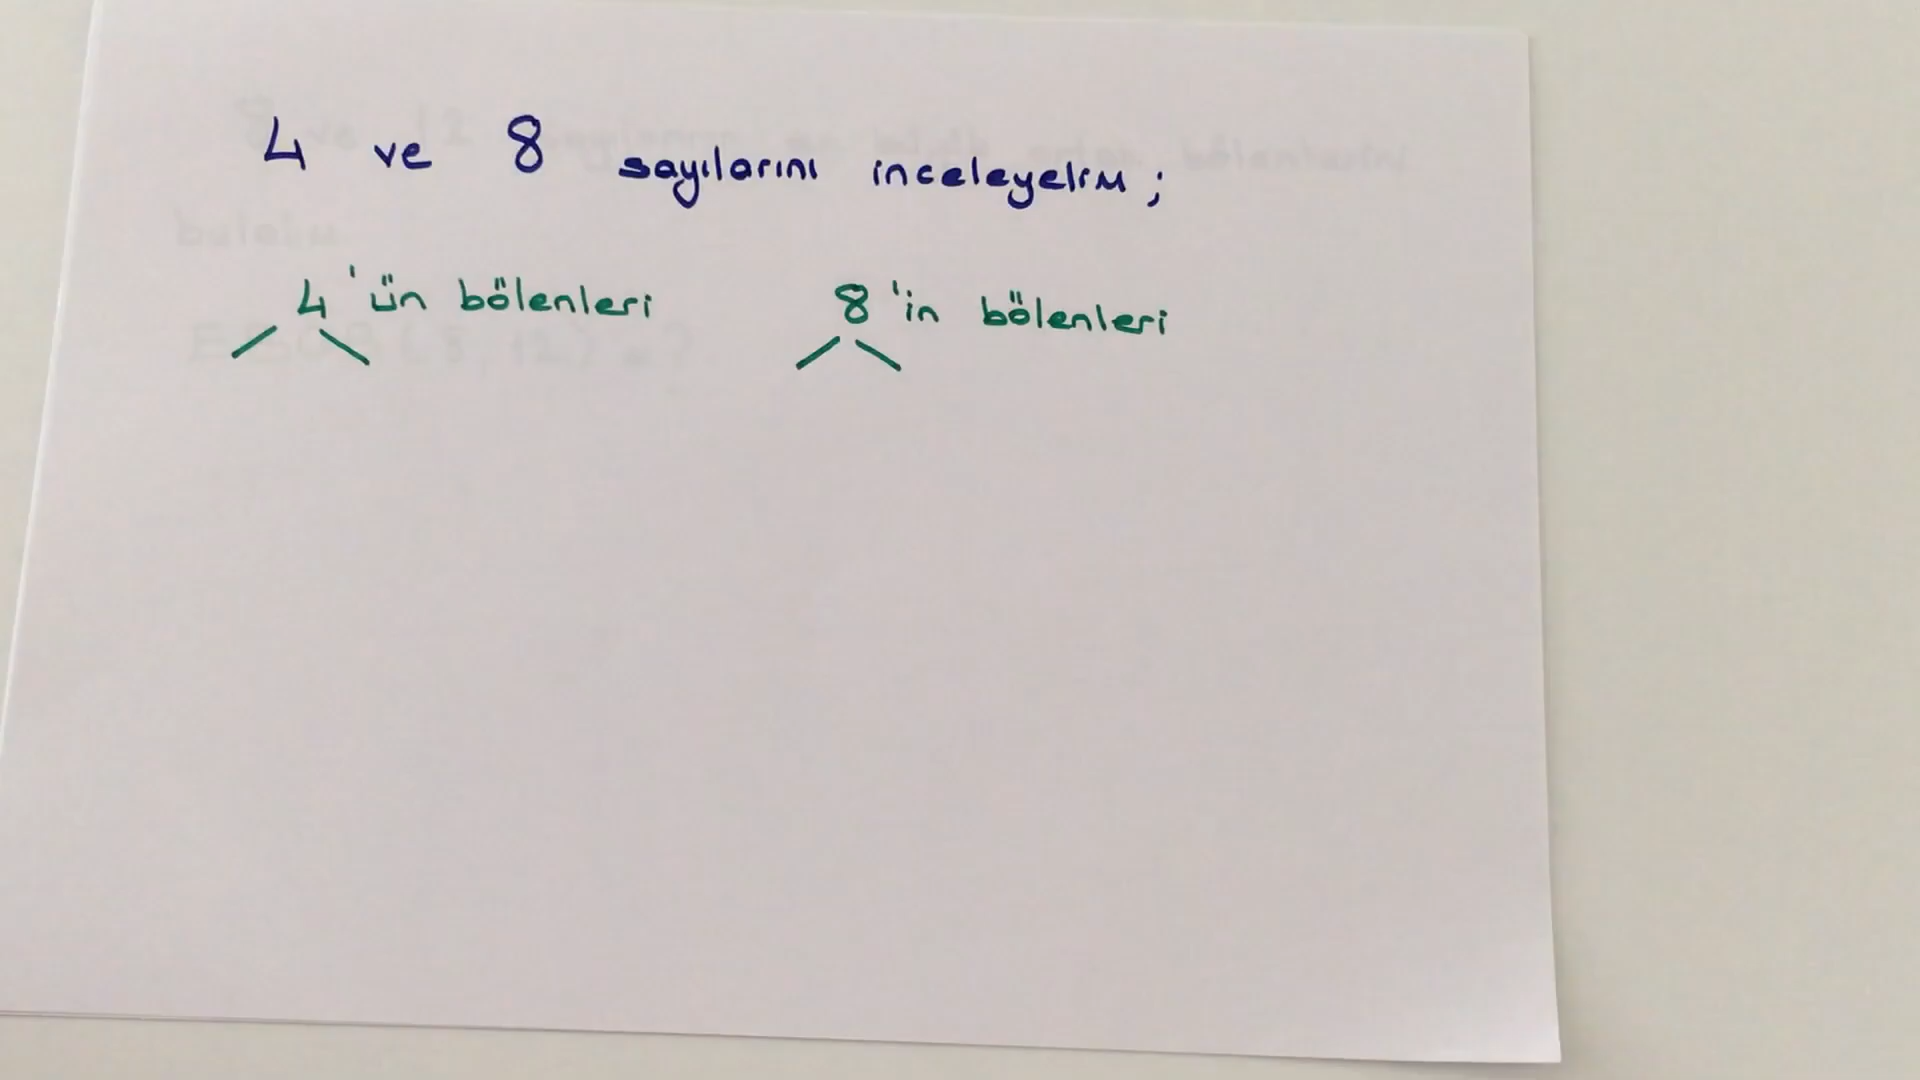 4 ve 8 sayılarını inceleyelim;
4'ün bölenleri 8'in bölenleri